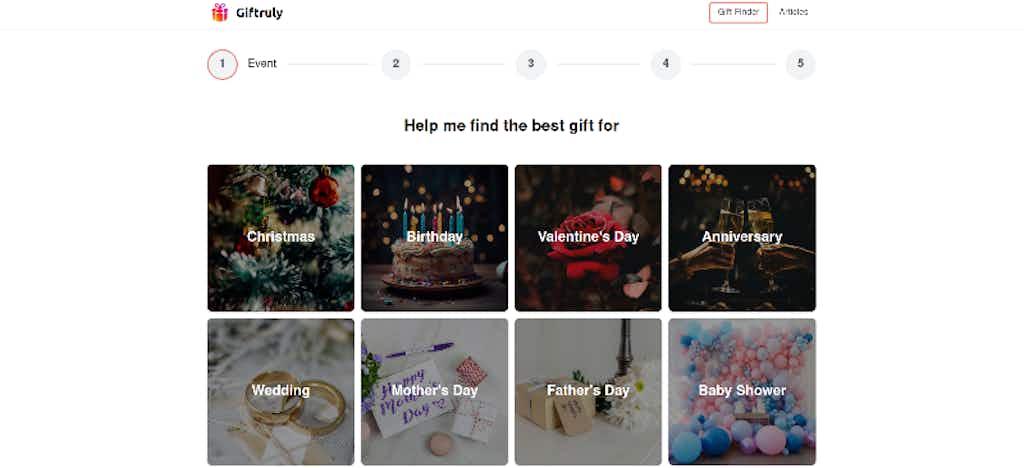 Giftruly
Gift Finder Articles
1 Event 2 3 4 5
Help me find the best gift for
Christmas Birthday Valentine's Day Anniversary
Wedding Mother's Day Father's Day Baby Shower
Happy
Mother's
Day